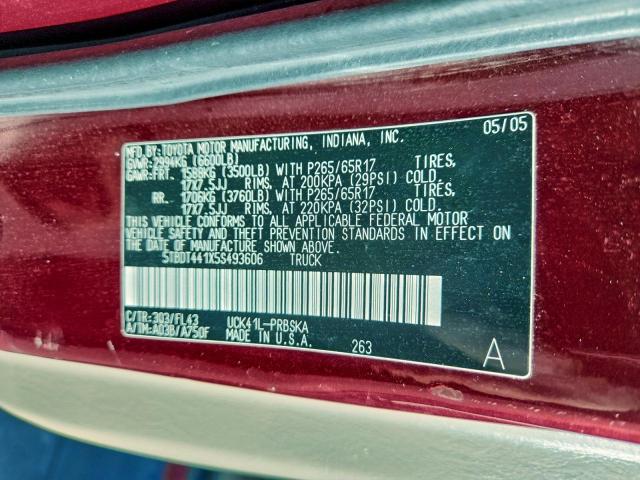 MFD.BY:TOYOTA MOTOR MANUFACTURING, INDIANA, INC. 05/05
GVWR: 2994KG (6600LB)
GAWR:FRT. 1588KG (3500LB) WITH P265/65R17 TIRES,
17X7.5JJ RIMS, AT 200KPA (29PSI) COLD.
RR. 1706KG (3760LB) WITH P265/65R17 TIRES,
17X7.5JJ RIMS, AT 220KPA (32PSI) COLD.
THIS VEHICLE CONFORMS TO ALL APPLICABLE FEDERAL MOTOR
VEHICLE SAFETY AND THEFT PREVENTION STANDARDS IN EFFECT ON
THE DATE OF MANUFACTURE SHOWN ABOVE.
5TBDT441X5S493606 TRUCK
C/TR: 303/FL43 UCK41L-PRBSKA
A/TM: A03B/A750F MADE IN U.S.A. 263 A